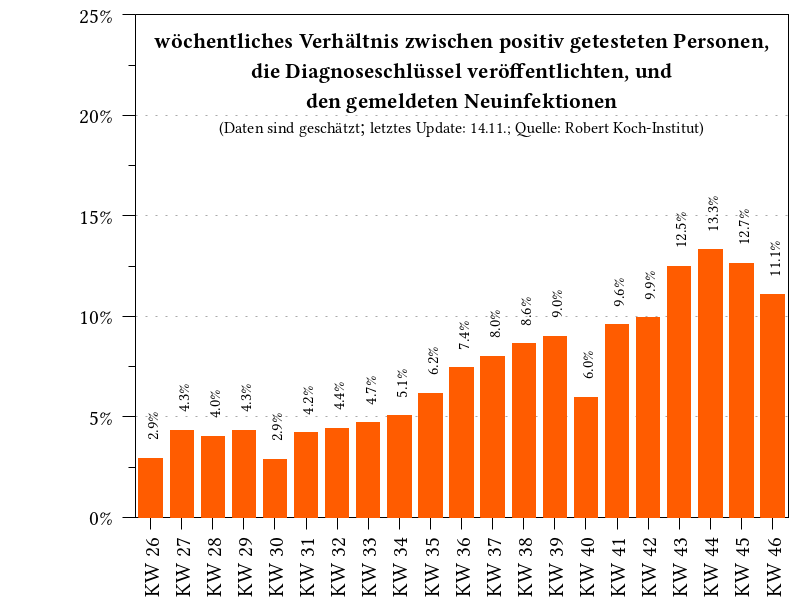 wöchentliches Verhältnis zwischen positiv getesteten Personen,
die Diagnoseschlüssel veröffentlichten, und
den gemeldeten Neuinfektionen
(Daten sind geschätzt; letztes Update: 14.11.; Quelle: Robert Koch-Institut)
25%
20%
15%
10%
5%
0%
2.9%
4.3%
4.0%
4.3%
2.9%
4.2%
4.4%
4.7%
5.1%
6.2%
7.4%
8.0%
8.6%
9.0%
6.0%
9.6%
9.9%
12.5%
13.3%
12.7%
11.1%
KW 26
KW 27
KW 28
KW 29
KW 30
KW 31
KW 32
KW 33
KW 34
KW 35
KW 36
KW 37
KW 38
KW 39
KW 40
KW 41
KW 42
KW 43
KW 44
KW 45
KW 46